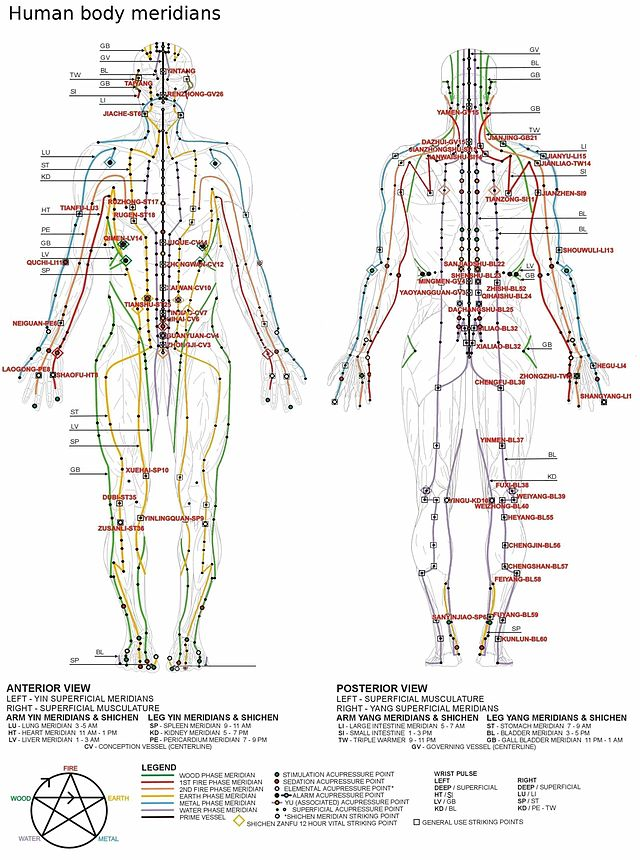 Human body meridians
GB
GV
BL
TW
GB
SI
LI
YINTANG
TAIYANG
RENZHONG-GV26
JIACHE-ST6
LU
ST
KD
HT
PE
GB
LV
SP
RUZHONG-ST17
TIANFU-LU3
RUGEN-ST18
QIMEN-LV14
JUQUE-CV14
QUCHI-LI11
ZHONGWAN-CV12
TIANSHU-ST25
QIHAI-CV6
GUANYUAN-CV4
ZHONGJI-CV3
LAOGONG-PE8
SHAOFU-HT8
ST
LV
SP
GB
XUEHAI-SP10
DUBI-ST35
YINLINGQUAN-SP9
ZUSANLI-ST36
BL
SP
GV
BL
GB
GB
TW
LI
SI
BL
BL
LV
GB
GB
BL
KD
SP
YAMEN-GV15
JIANJING-GB21
JIANYU-LI15
JIANLIAO-TW14
JIANZHEN-SI9
TIANZONG-SI11
SHOUWULI-LI13
SANJIAOSHU-BL22
SHENSHU-BL23
MINGMEN-GV4
ZHISHI-BL52
QIHAISHU-BL24
YAOYANGGUAN-GV3
DACHANGSHU-BL25
XIALIAO-BL32
HEGU-LI4
ZHONGZHU-TW3
SHANGYANG-LI1
CHENGFU-BL36
YINMEN-BL37
FUXI-BL38
WEIYANG-BL39
YINGU-KD10
WEIZHONG-BL40
HEYANG-BL55
CHENGJIN-BL56
CHENGSHAN-BL57
FEIYANG-BL58
SANYINJIAO-SP6
FUYANG-BL59
KUNLUN-BL60
ANTERIOR VIEW
LEFT - YIN SUPERFICIAL MERIDIANS
RIGHT - SUPERFICIAL MUSCULATURE
ARM YIN MERIDIANS & SHICHEN
LU - LUNG MERIDIAN 3 -5 AM
HT - HEART MERIDIAN 11 AM - 1 PM
LV - LIVER MERIDIAN 1 - 3 AM
LEG YIN MERIDIANS & SHICHEN
SP - SPLEEN MERIDIAN 9 - 11 AM
KD - KIDNEY MERIDIAN 5 - 7 PM
PE - PERICARDIUM MERIDIAN 7 - 9 PM
CV - CONCEPTION VESSEL (CENTERLINE)
POSTERIOR VIEW
LEFT - SUPERFICIAL MUSCULATURE
RIGHT - YANG SUPERFICIAL MERIDIANS
ARM YANG MERIDIANS & SHICHEN
LI - LARGE INTESTINE MERIDIAN 5 - 7 AM
SI - SMALL INTESTINE 1 - 3 PM
TW - TRIPLE WARMER 9 - 11 PM
LEG YANG MERIDIANS & SHICHEN
ST - STOMACH MERIDIAN 7 - 9 AM
BL - BLADDER MERIDIAN 3 - 5 PM
GB - GALL BLADDER MERIDIAN 11 PM - 1 AM
GV - GOVERNING VESSEL (CENTERLINE)
FIRE
WOOD
EARTH
WATER
METAL
LEGEND
WOOD PHASE MERIDIAN
1ST FIRE PHASE MERIDIAN
2ND FIRE PHASE MERIDIAN
EARTH PHASE MERIDIAN
METAL PHASE MERIDIAN
WATER PHASE MERIDIAN
PRIME VESSEL
STIMULATION ACUPRESSURE POINT
SEDATION ACUPRESSURE POINT
ELEMENTAL ACUPRESSURE POINT*
ALARM ACUPRESSURE POINT
YU (ASSOCIATED) ACUPRESSURE POINT
SUPERFICIAL ACUPRESSURE POINT
*SHICHEN MERIDIAN STRIKING POINT
SHICHEN ZANFU 12 HOUR VITAL STRIKING POINT
GENERAL USE STRIKING POINTS
WRIST PULSE
LEFT
DEEP / SUPERFICIAL
HT / SI
LV / GB
KD / BL
RIGHT
DEEP / SUPERFICIAL
LU / LI
SP / ST
KD / PE - TW